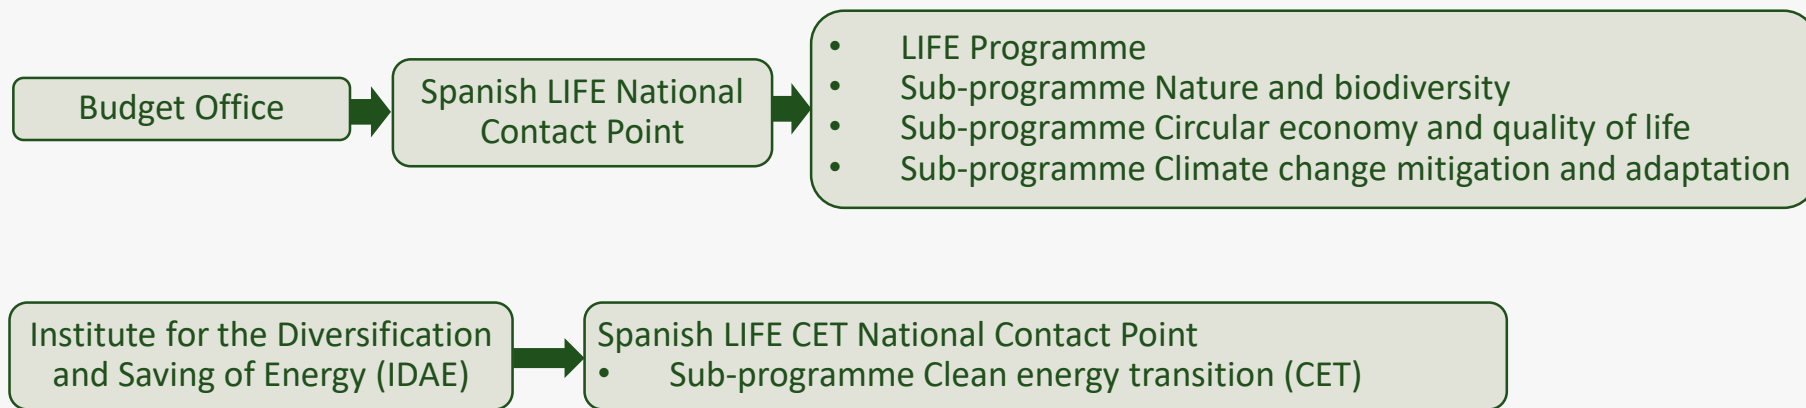 Budget Office
Spanish LIFE National
Contact Point
• LIFE Programme
• Sub-programme Nature and biodiversity
• Sub-programme Circular economy and quality of life
• Sub-programme Climate change mitigation and adaptation
Institute for the Diversification
and Saving of Energy (IDAE)
Spanish LIFE CET National Contact Point
• Sub-programme Clean energy transition (CET)